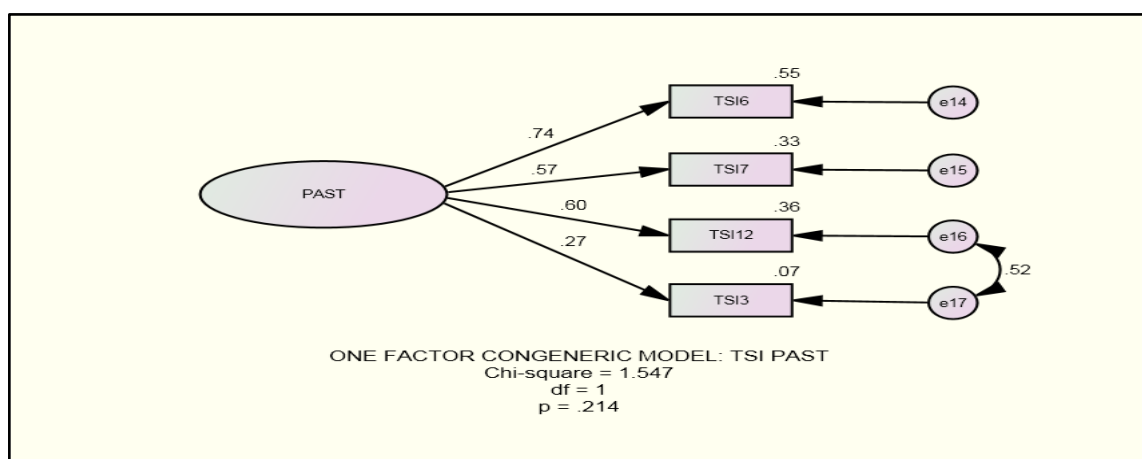 .55
TSI6
e14
.74
.33
.57
TSI7
e15
PAST
.36
.60
TSI12
e16
.27
.52
.07
TSI3
e17
ONE FACTOR CONGENERIC MODEL: TSI PAST
Chi-square = 1.547
df = 1
p = .214